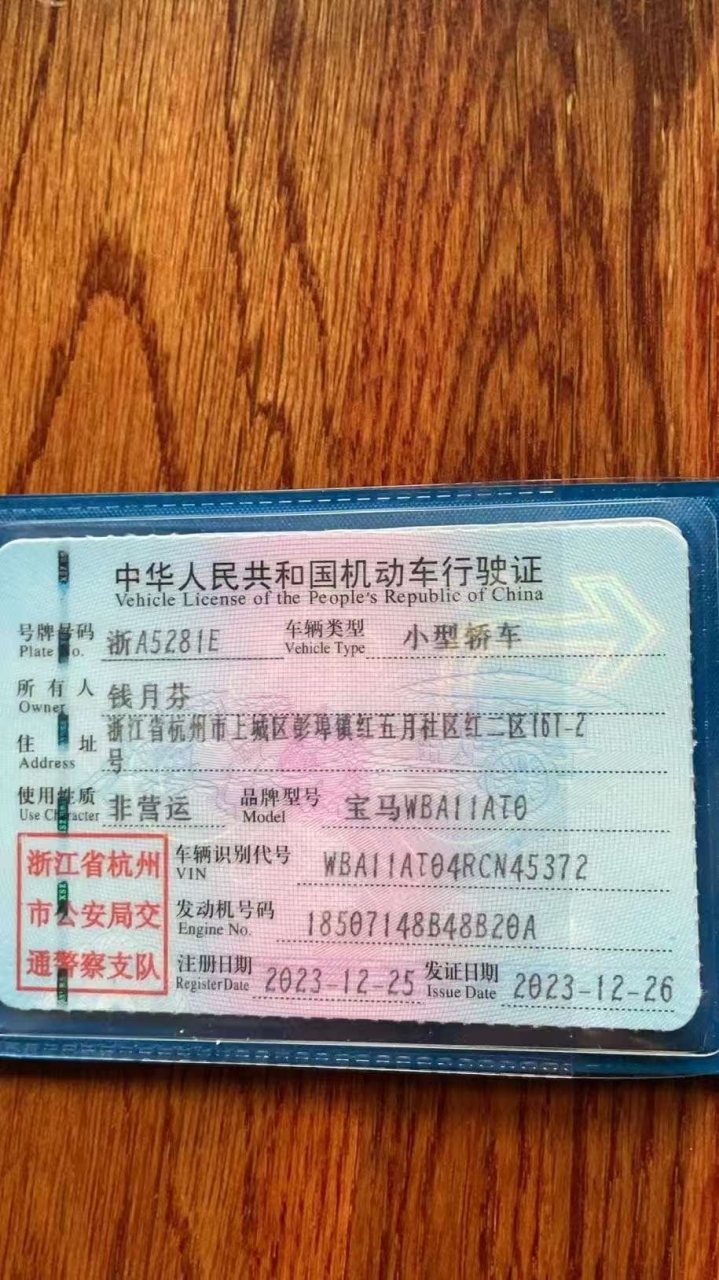 中华人民共和国机动车行驶证
Vehicle License of the People's Republic of China
号牌号码 浙A5281E 车辆类型 小型轿车
Plate No. Vehicle Type
所有人 钱月芬
Owner
住址 浙江省杭州市上城区彭埠镇红五月社区红二区161-2
号
Address
使用性质 非营运 品牌型号 宝马WBA11AT0
Use Character Model
浙江省杭州
市公安局交
通警察支队
车辆识别代号 WBA11AT04RCN45372
VIN
发动机号码 18507148B48B20A
Engine No.
注册日期 2023-12-25 发证日期 2023-12-26
Register Date Issue Date